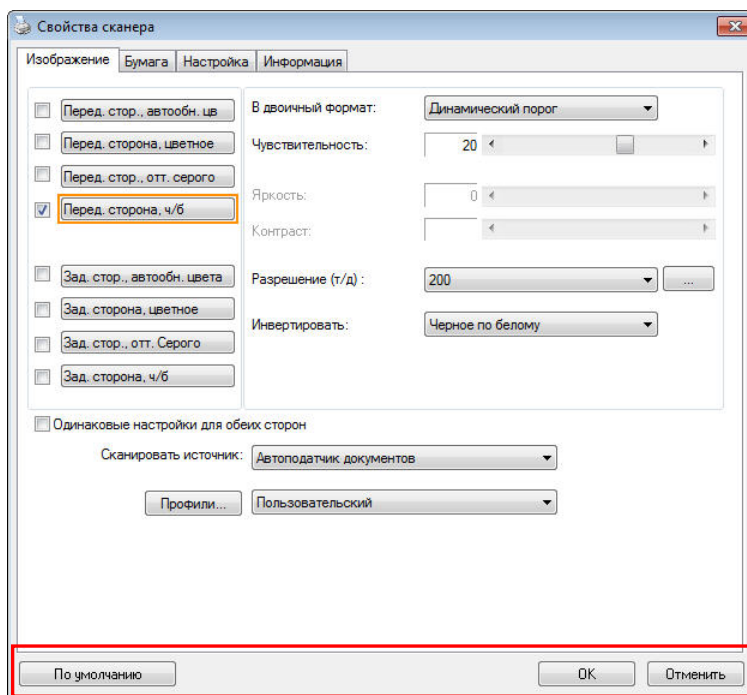 Свойства сканера
Изображение Бумага Настройка Информация
Перед. стор., автообн. цв
Перед. сторона, цветное
Перед. стор., отт. серого
Перед. сторона, ч/б
Зад. стор., автообн. цвета
Зад. сторона, цветное
Зад. стор., отт. Серого
Зад. сторона, ч/б
В двоичный формат: Динамический порог
Чувствительность: 20
Яркость: 0
Контраст:
Разрешение (т/д) : 200 ...
Инвертировать: Черное по белому
Одинаковые настройки для обеих сторон
Сканировать источник: Автоподатчик документов
Профили... Пользовательский
По умолчанию OK Отменить